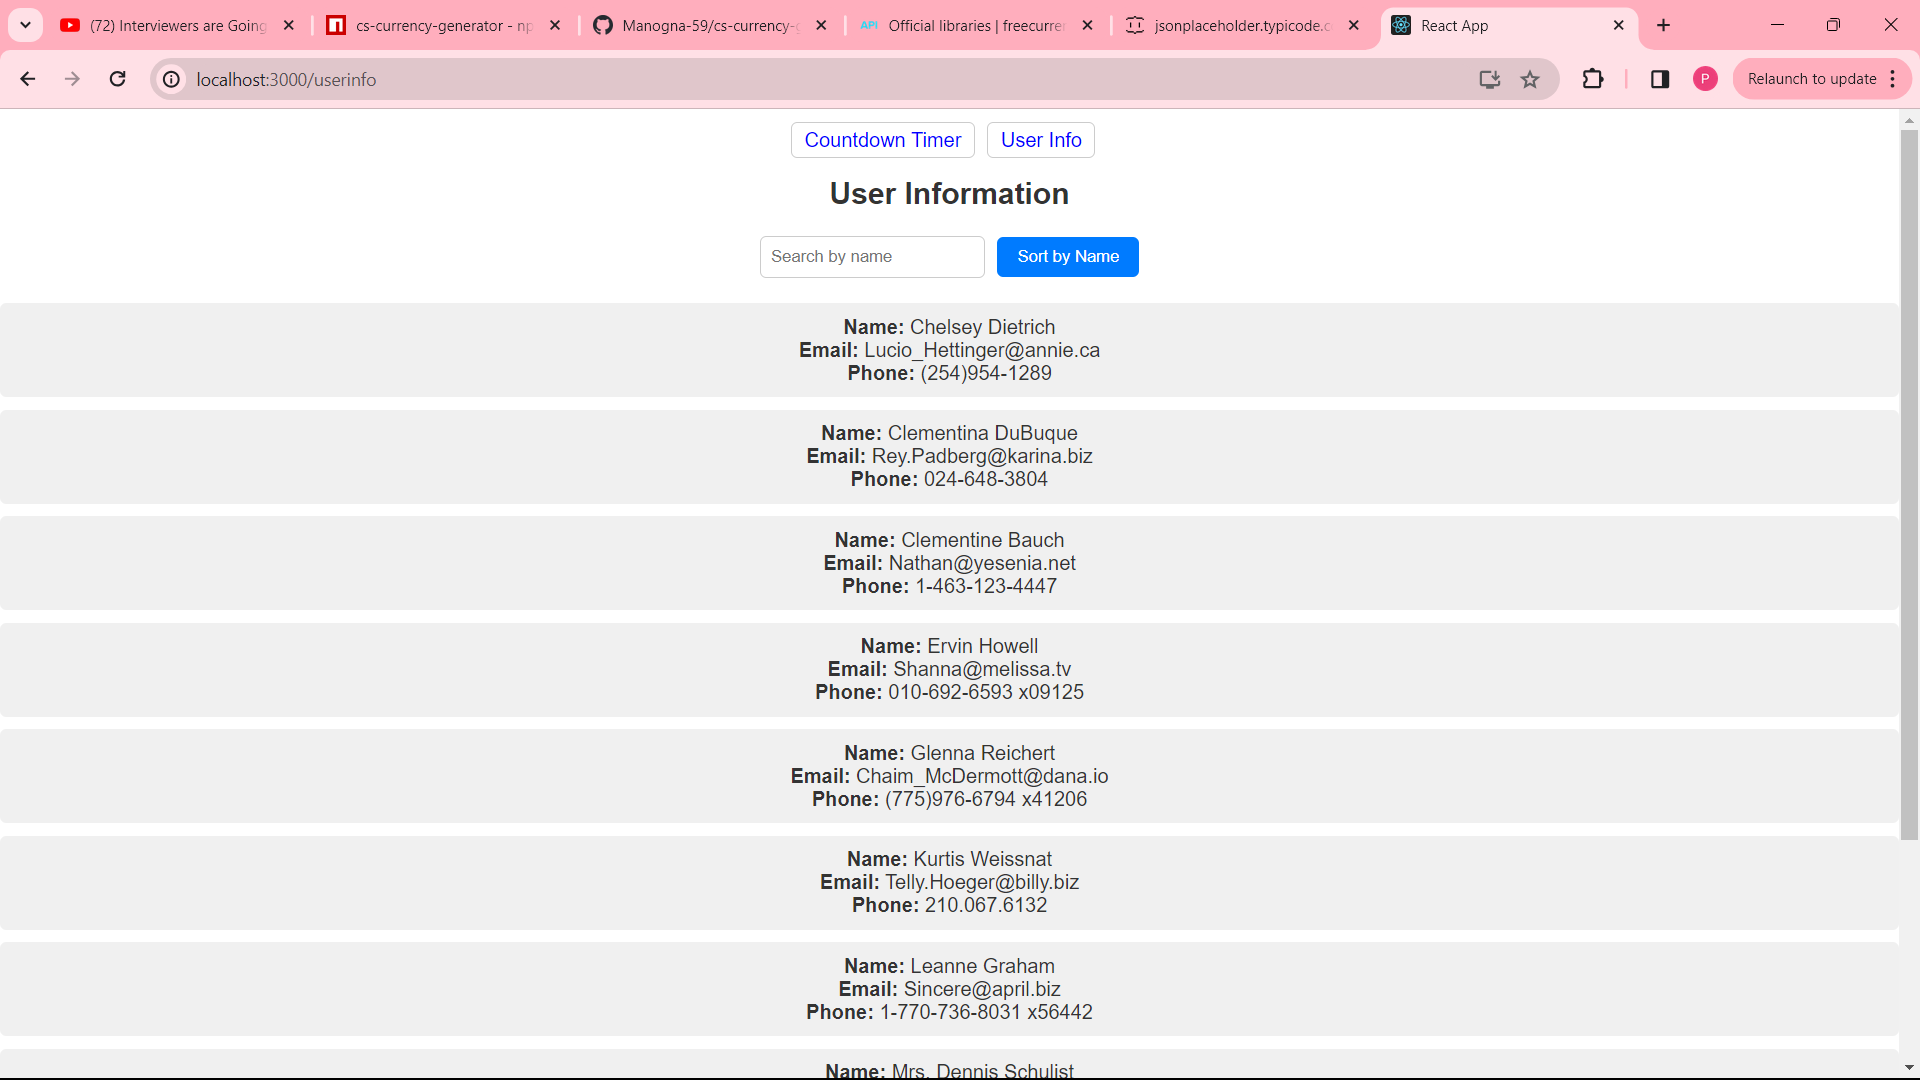 (72) Interviewers are Going
cs-currency-generator - np
Manogna-59/cs-currency-g
API Official libraries | freecurren
jsonplaceholder.typicode.c
React App
localhost:3000/userinfo
P
Relaunch to update
Countdown Timer
User Info
User Information
Search by name
Sort by Name
Name: Chelsey Dietrich
Email: Lucio_Hettinger@annie.ca
Phone: (254)954-1289
Name: Clementina DuBuque
Email: Rey.Padberg@karina.biz
Phone: 024-648-3804
Name: Clementine Bauch
Email: Nathan@yesenia.net
Phone: 1-463-123-4447
Name: Ervin Howell
Email: Shanna@melissa.tv
Phone: 010-692-6593 x09125
Name: Glenna Reichert
Email: Chaim_McDermott@dana.io
Phone: (775)976-6794 x41206
Name: Kurtis Weissnat
Email: Telly.Hoeger@billy.biz
Phone: 210.067.6132
Name: Leanne Graham
Email: Sincere@april.biz
Phone: 1-770-736-8031 x56442
Name: Mrs. Dennis Schulist